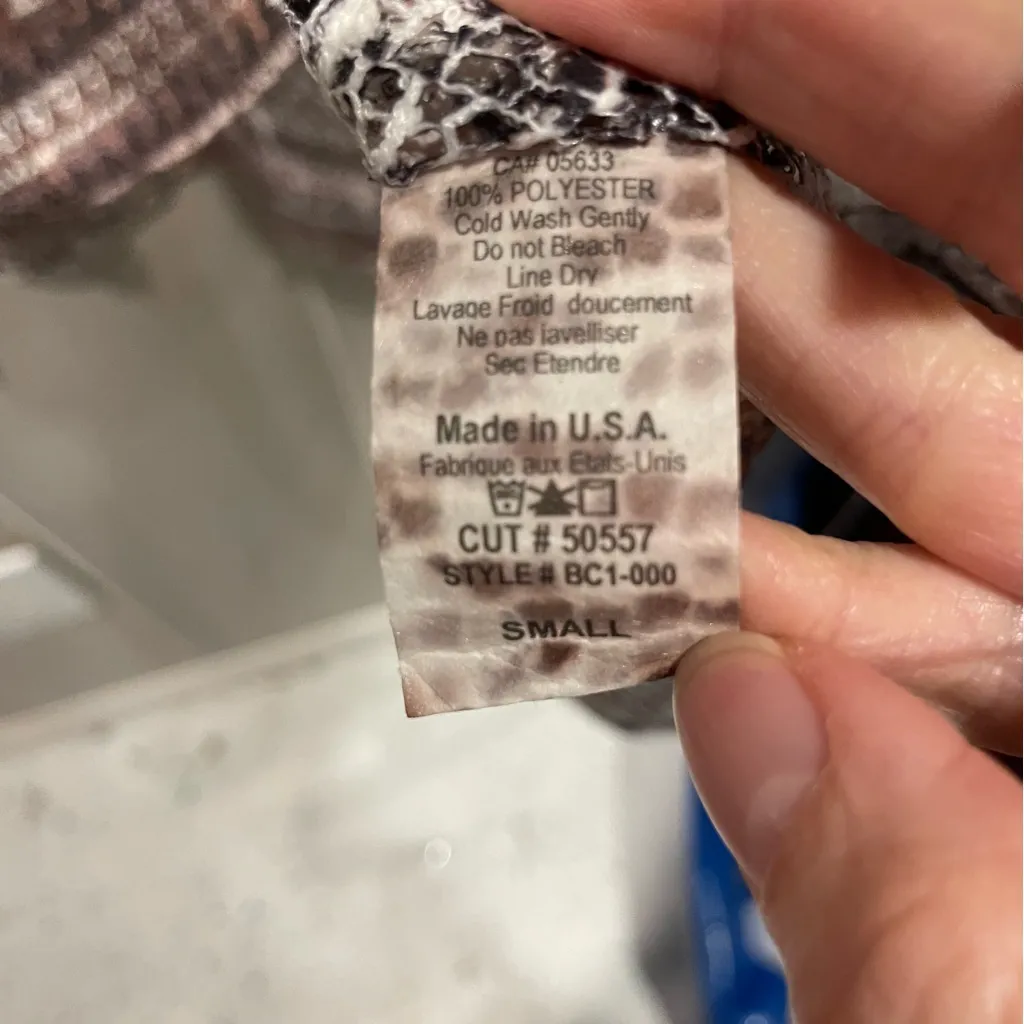 CA# 05633
100% POLYESTER
Cold Wash Gently
Do not Bleach
Line Dry
Lavage Froid doucement
Ne pas javelliser
Sec Etendre
Made in U.S.A.
Fabrique aux Etats-Unis
CUT # 50557
STYLE # BC1-000
SMALL